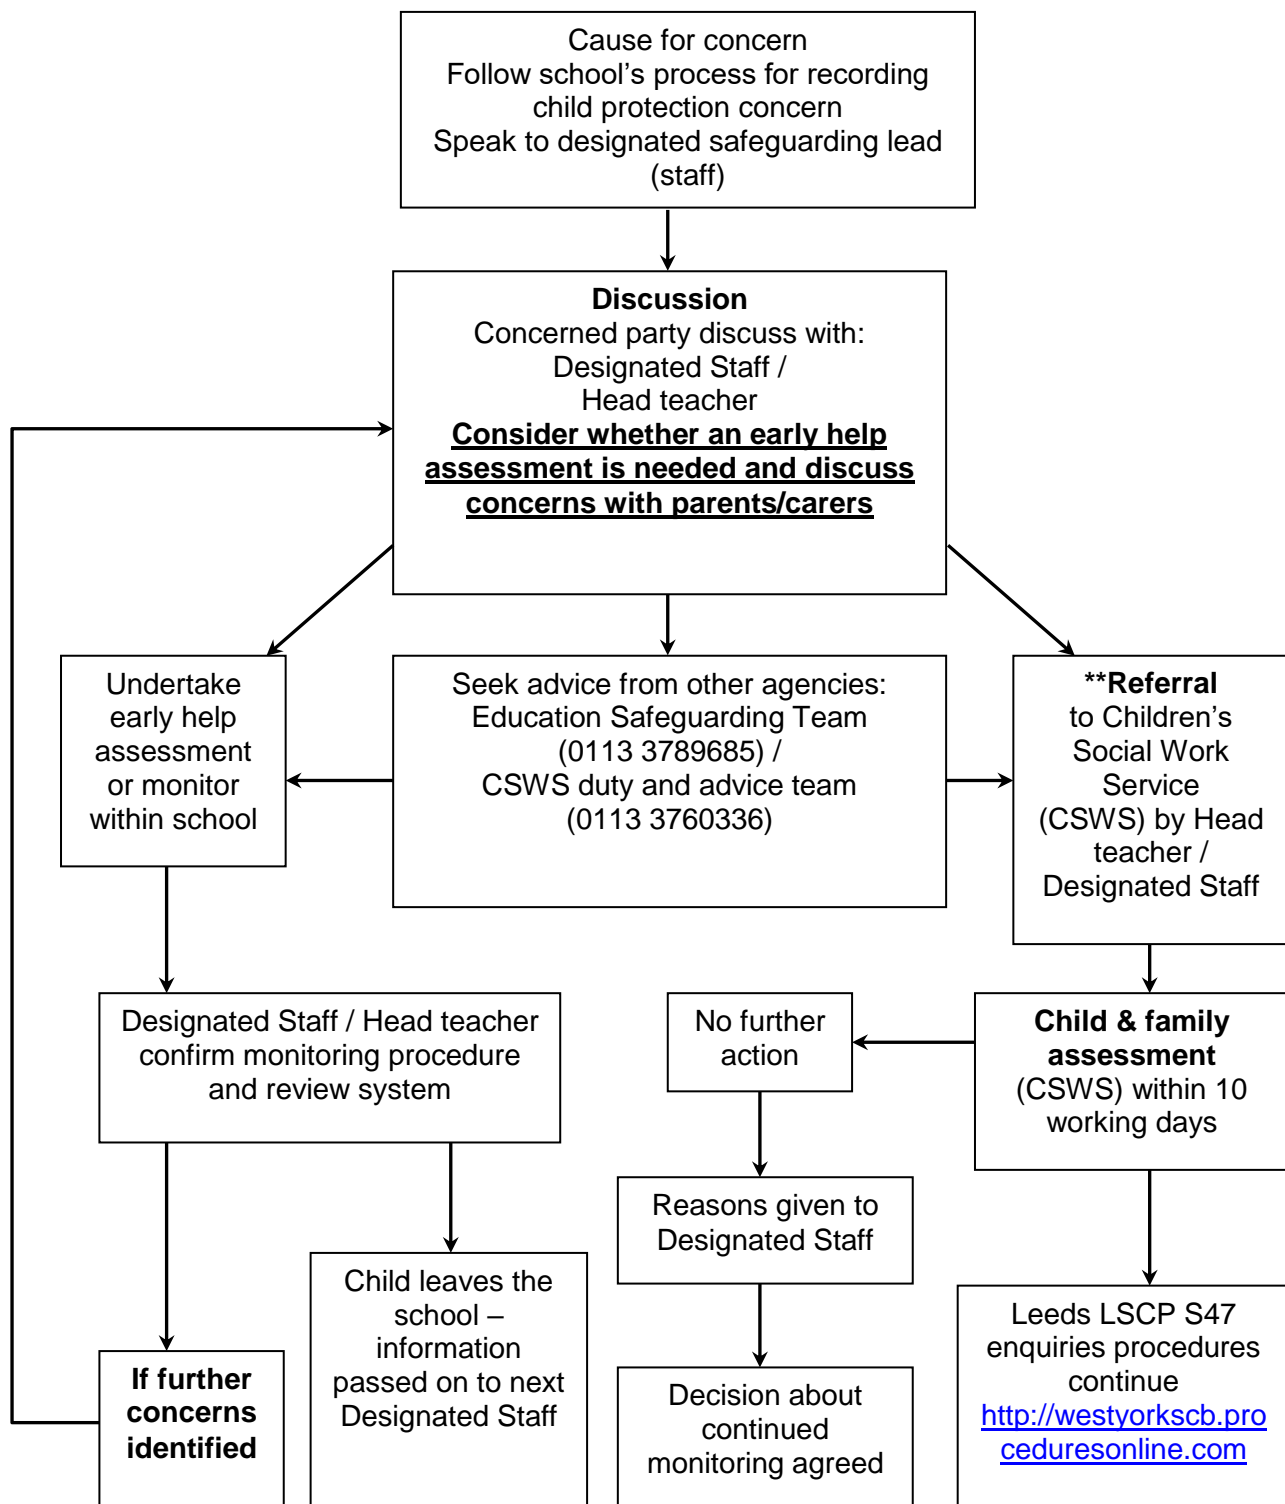 Cause for concern
Follow school’s process for recording
child protection concern
Speak to designated safeguarding lead
(staff)
Discussion
Concerned party discuss with:
Designated Staff /
Head teacher
Consider whether an early help
assessment is needed and discuss
concerns with parents/carers
Undertake
early help
assessment
or monitor
within school
Seek advice from other agencies:
Education Safeguarding Team
(0113 3789685) /
CSWS duty and advice team
(0113 3760336)
**Referral
to Children’s
Social Work
Service
(CSWS) by Head
teacher /
Designated Staff
Designated Staff / Head teacher
confirm monitoring procedure
and review system
No further
action
Child & family
assessment
(CSWS) within 10
working days
Reasons given to
Designated Staff
If further
concerns
identified
Child leaves the
school –
information
passed on to next
Designated Staff
Decision about
continued
monitoring agreed
Leeds LSCP S47
enquiries procedures
continue
http://westyorkscb.pro
ceduresonline.com